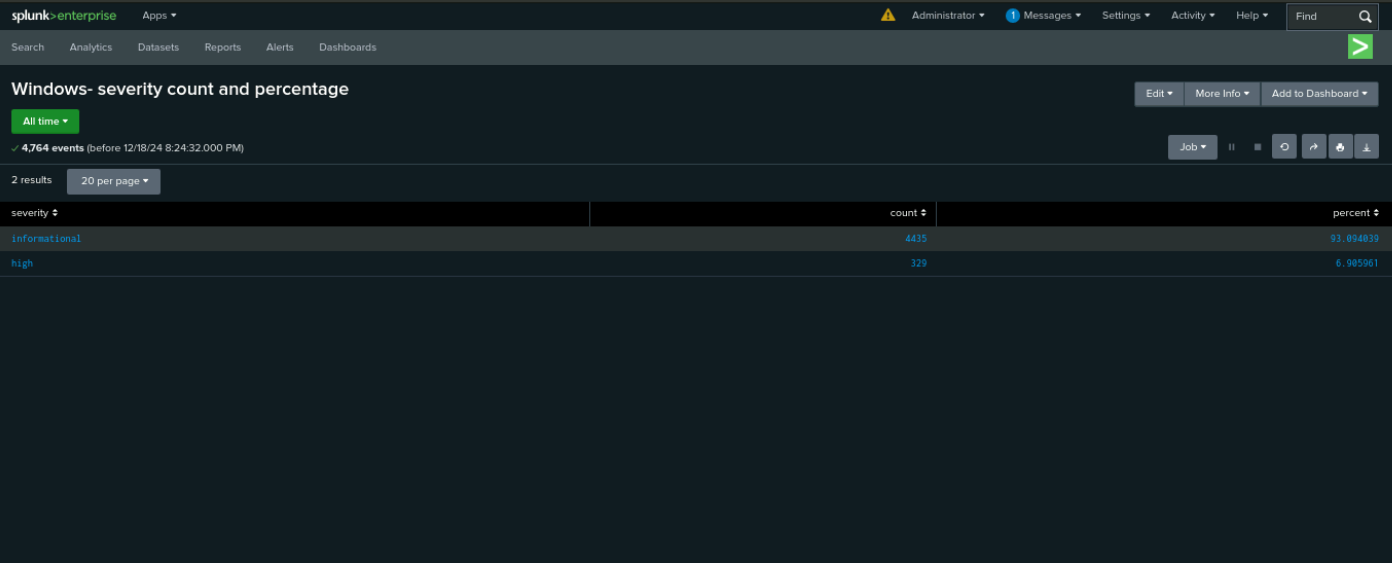 splunk>enterprise Apps Administrator 1 Messages Settings Activity Help Find
Search Analytics Datasets Reports Alerts Dashboards
Windows- severity count and percentage
Edit More Info Add to Dashboard
All time
4,764 events (before 12/18/24 8:24:32.000 PM)
Job
2 results 20 per page
severity count percent
informational 4435 93.094039
high 329 6.905961